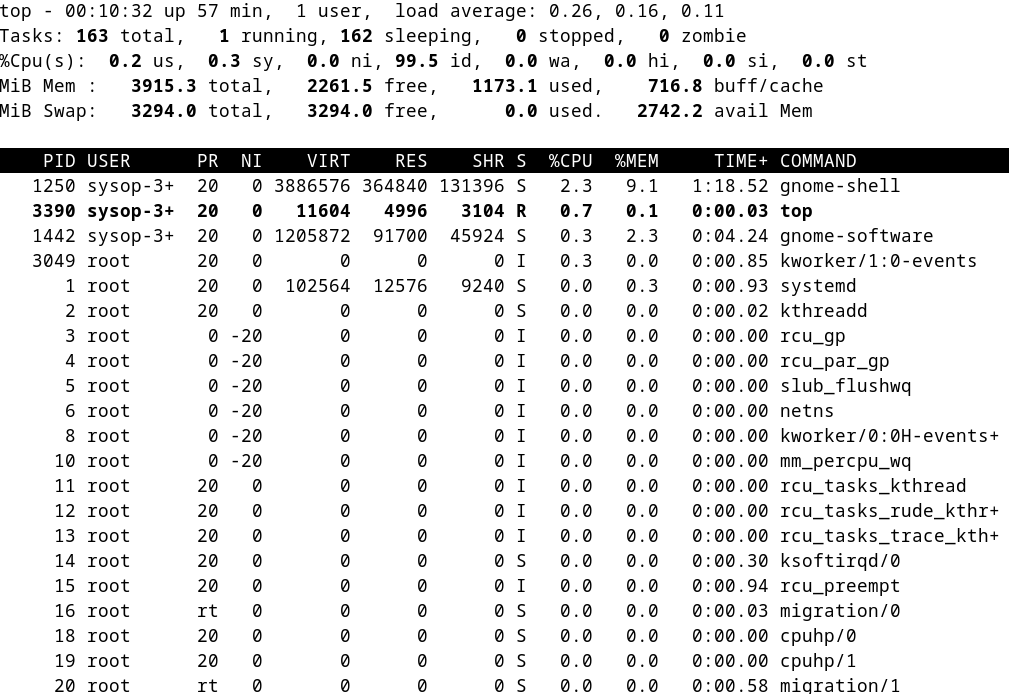 top - 00:10:32 up 57 min,  1 user,  load average: 0.26, 0.16, 0.11
Tasks: 163 total,   1 running, 162 sleeping,   0 stopped,   0 zombie
%Cpu(s):  0.2 us,  0.3 sy,  0.0 ni, 99.5 id,  0.0 wa,  0.0 hi,  0.0 si,  0.0 st
MiB Mem :   3915.3 total,   2261.5 free,   1173.1 used,    716.8 buff/cache
MiB Swap:   3294.0 total,   3294.0 free,      0.0 used.   2742.2 avail Mem
    PID USER      PR  NI    VIRT    RES    SHR S  %CPU  %MEM     TIME+ COMMAND
   1250 sysop-3+  20   0 3886576 364840 131396 S   2.3   9.1   1:18.52 gnome-shell
   3390 sysop-3+  20   0   11604   4996   3104 R   0.7   0.1   0:00.03 top
   1442 sysop-3+  20   0 1205872  91700  45924 S   0.3   2.3   0:04.24 gnome-software
   3049 root      20   0       0      0      0 I   0.3   0.0   0:00.85 kworker/1:0-events
      1 root      20   0  102564  12576   9240 S   0.0   0.3   0:00.93 systemd
      2 root      20   0       0      0      0 S   0.0   0.0   0:00.02 kthreadd
      3 root       0 -20       0      0      0 I   0.0   0.0   0:00.00 rcu_gp
      4 root       0 -20       0      0      0 I   0.0   0.0   0:00.00 rcu_par_gp
      5 root       0 -20       0      0      0 I   0.0   0.0   0:00.00 slub_flushwq
      6 root       0 -20       0      0      0 I   0.0   0.0   0:00.00 netns
      8 root       0 -20       0      0      0 I   0.0   0.0   0:00.00 kworker/0:0H-events+
     10 root       0 -20       0      0      0 I   0.0   0.0   0:00.00 mm_percpu_wq
     11 root      20   0       0      0      0 I   0.0   0.0   0:00.00 rcu_tasks_kthread
     12 root      20   0       0      0      0 I   0.0   0.0   0:00.00 rcu_tasks_rude_kthr+
     13 root      20   0       0      0      0 I   0.0   0.0   0:00.00 rcu_tasks_trace_kth+
     14 root      20   0       0      0      0 S   0.0   0.0   0:00.30 ksoftirqd/0
     15 root      20   0       0      0      0 I   0.0   0.0   0:00.94 rcu_preempt
     16 root      rt   0       0      0      0 S   0.0   0.0   0:00.03 migration/0
     18 root      20   0       0      0      0 S   0.0   0.0   0:00.00 cpuhp/0
     19 root      20   0       0      0      0 S   0.0   0.0   0:00.00 cpuhp/1
     20 root      rt   0       0      0      0 S   0.0   0.0   0:00.58 migration/1